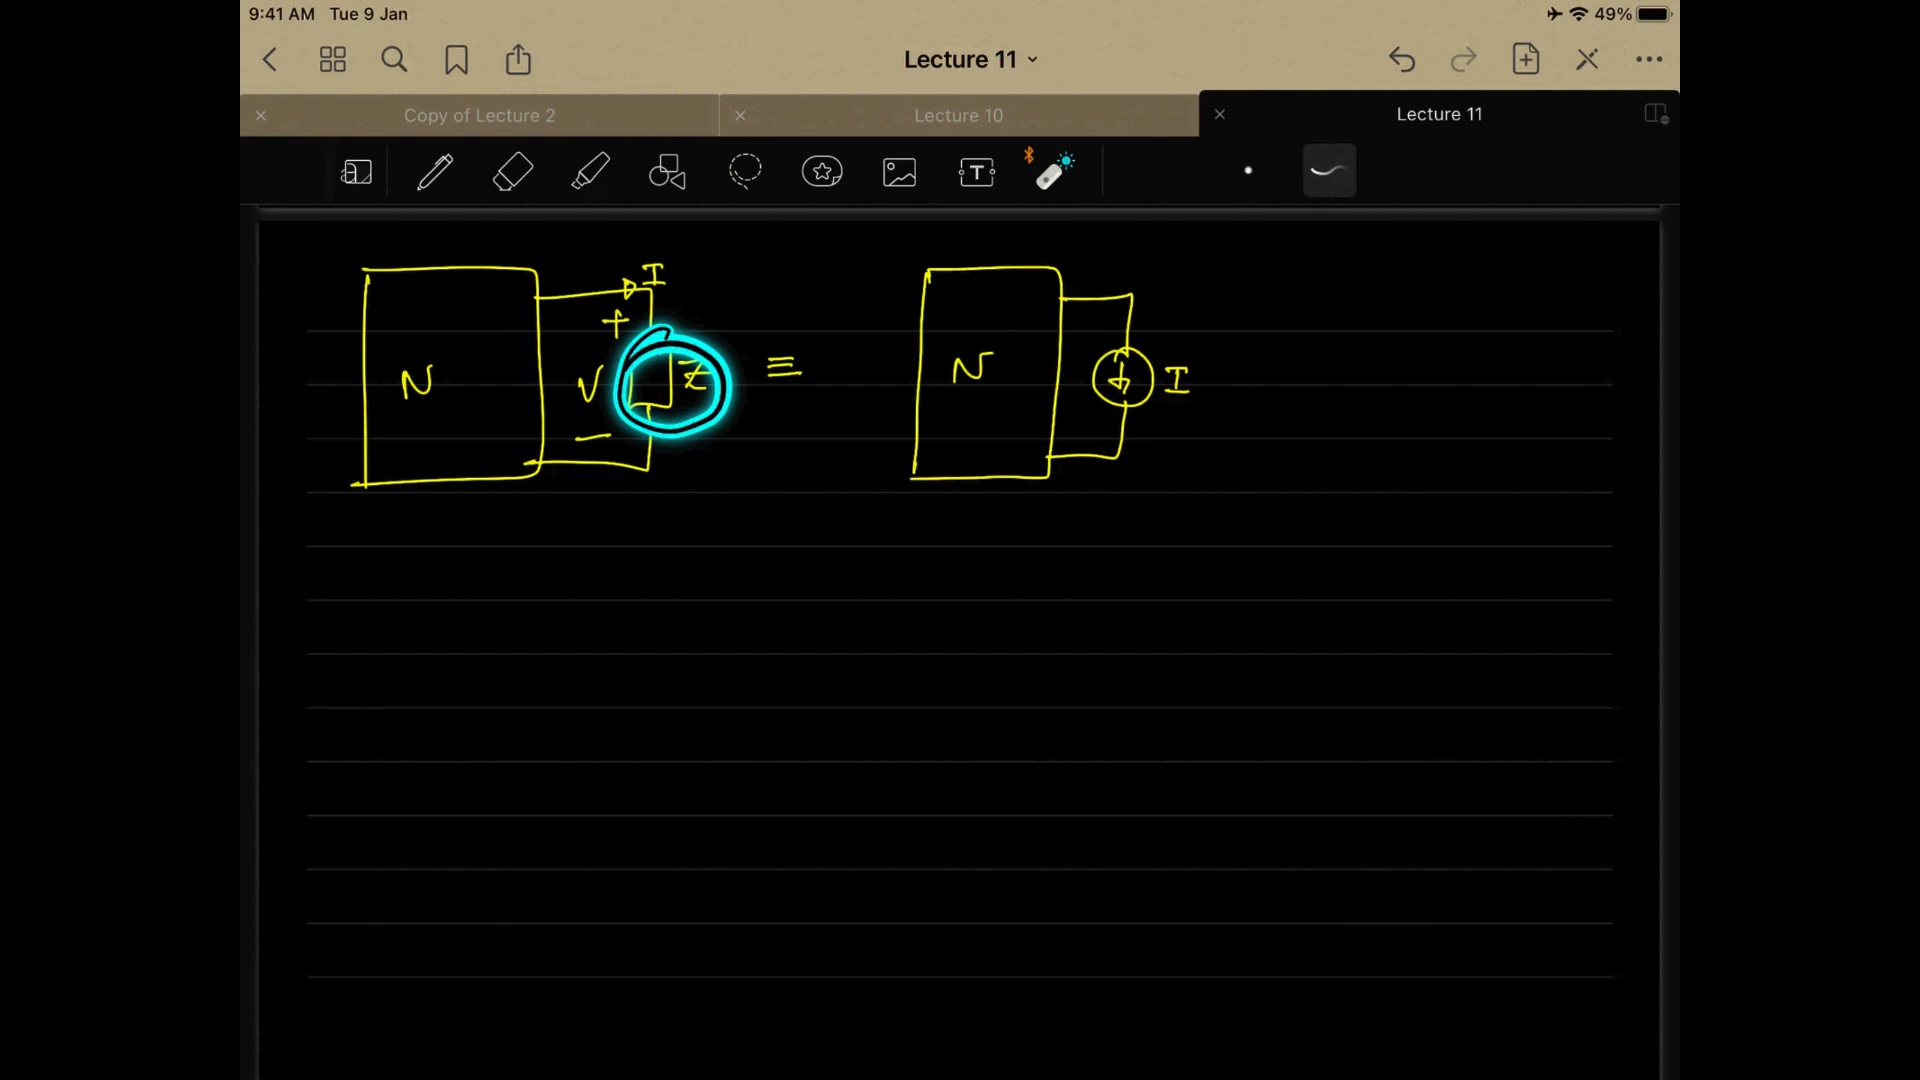 9:41 AM Tue 9 Jan 49%
Lecture 11
Copy of Lecture 2 Lecture 10 Lecture 11
T
I
+
N V Z ≡ N I
−